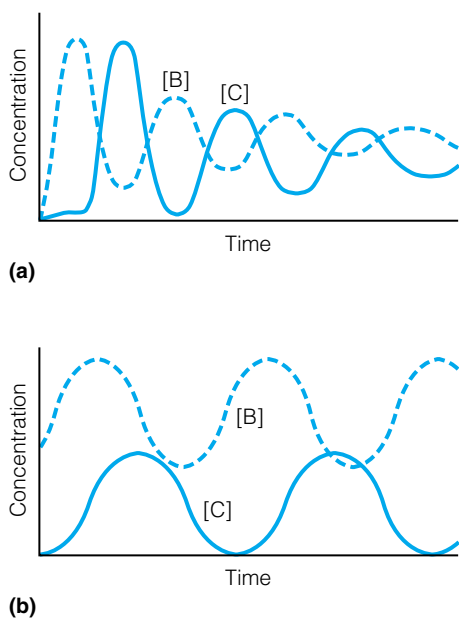 Concentration
[B]
[C]
Time
(a)
Concentration
[B]
[C]
Time
(b)